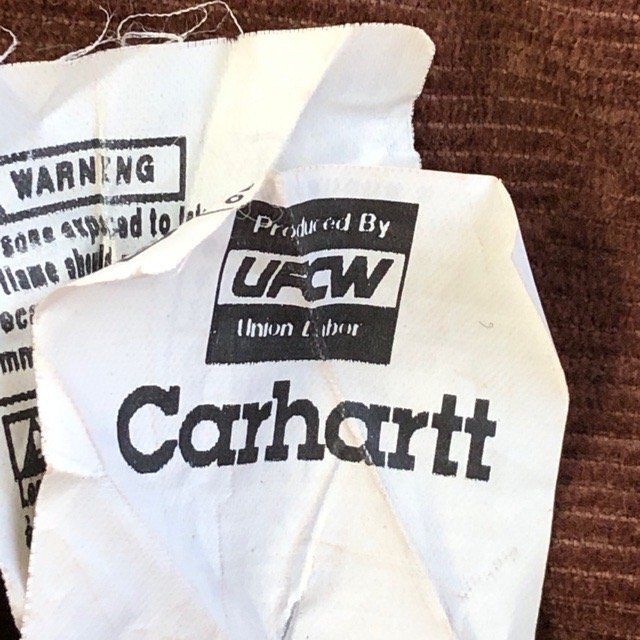 WARNING
sons exposed to
flame should
Produced By
UFCW
Union Labor
Carhartt